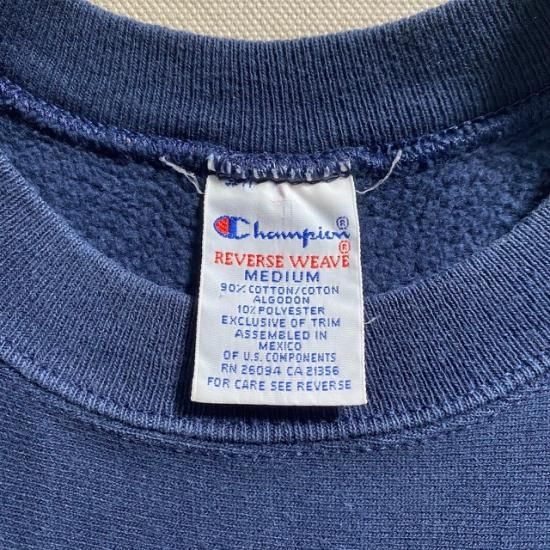 Champion®
REVERSE WEAVE®
MEDIUM
90% COTTON/COTON
ALGODON
10% POLYESTER
EXCLUSIVE OF TRIM
ASSEMBLED IN
MEXICO
OF U.S. COMPONENTS
RN 26094 CA 21356
FOR CARE SEE REVERSE